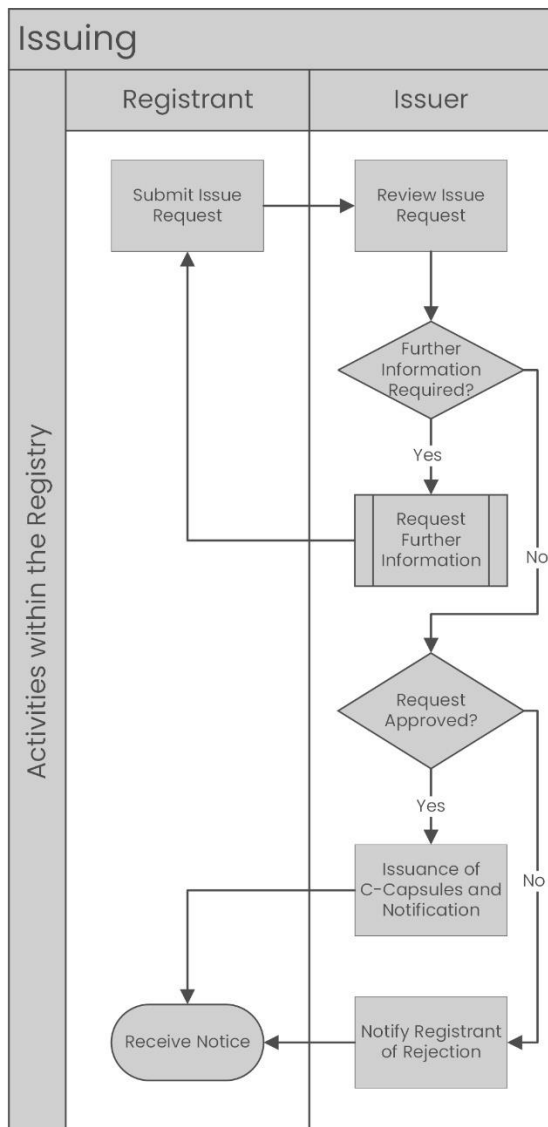 Issuing
Registrant
Issuer
Activities within the Registry
Submit Issue
Request
Review Issue
Request
Further
Information
Required?
Yes
Request
Further
Information
No
Request
Approved?
Yes
Issuance of
C-Capsules and
Notification
No
Receive Notice
Notify Registrant
of Rejection